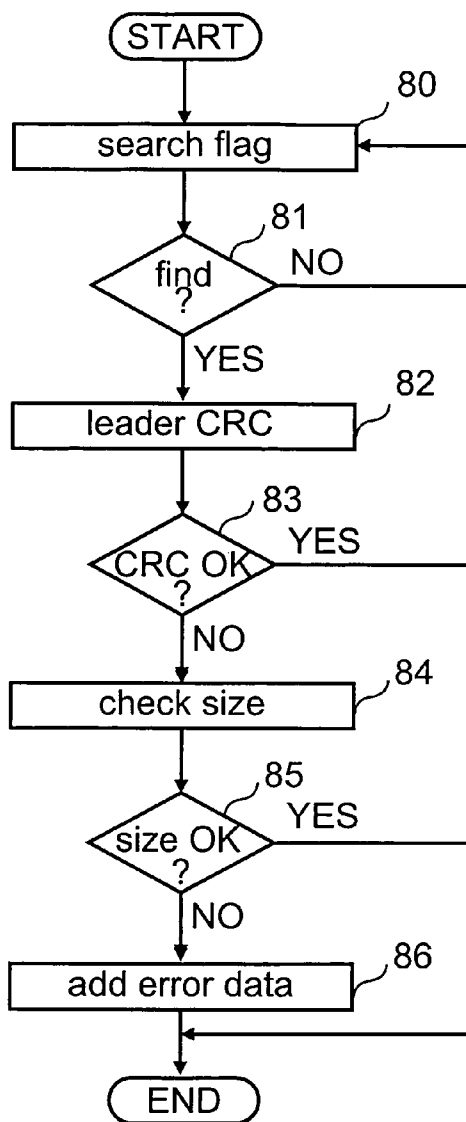 START
80
search flag
81
find
?
NO
YES
82
leader CRC
83
CRC OK
?
YES
NO
84
check size
85
size OK
?
YES
NO
86
add error data
END